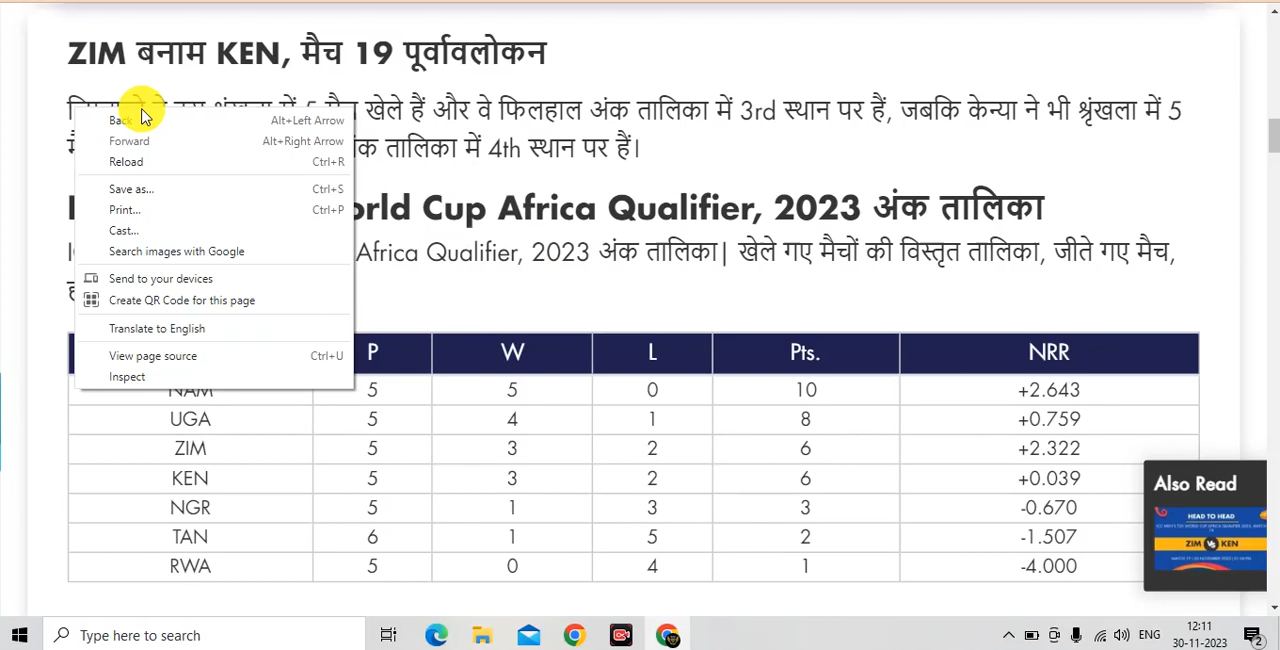 ZIM बनाम KEN, मैच 19 पूर्वावलोकन
में 5 खेले हैं और वे फिलहाल अंक तालिका में 3rd स्थान पर हैं, जबकि केन्या ने भी श्रृंखला में 5
अंक तालिका में 4th स्थान पर हैं।
World Cup Africa Qualifier, 2023 अंक तालिका
Africa Qualifier, 2023 अंक तालिका| खेले गए मैचों की विस्तृत तालिका, जीते गए मैच,
Back Alt+Left Arrow
Forward Alt+Right Arrow
Reload Ctrl+R
Save as... Ctrl+S
Print... Ctrl+P
Cast...
Search images with Google
Send to your devices
Create QR Code for this page
Translate to English
View page source Ctrl+U
Inspect
P W L Pts. NRR
NAM 5 5 0 10 +2.643
UGA 5 4 1 8 +0.759
ZIM 5 3 2 6 +2.322
KEN 5 3 2 6 +0.039
NGR 5 1 3 3 -0.670
TAN 6 1 5 2 -1.507
RWA 5 0 4 1 -4.000
Also Read
HEAD TO HEAD
ZIM VS KEN
Type here to search
ENG
12:11
30-11-2023
2